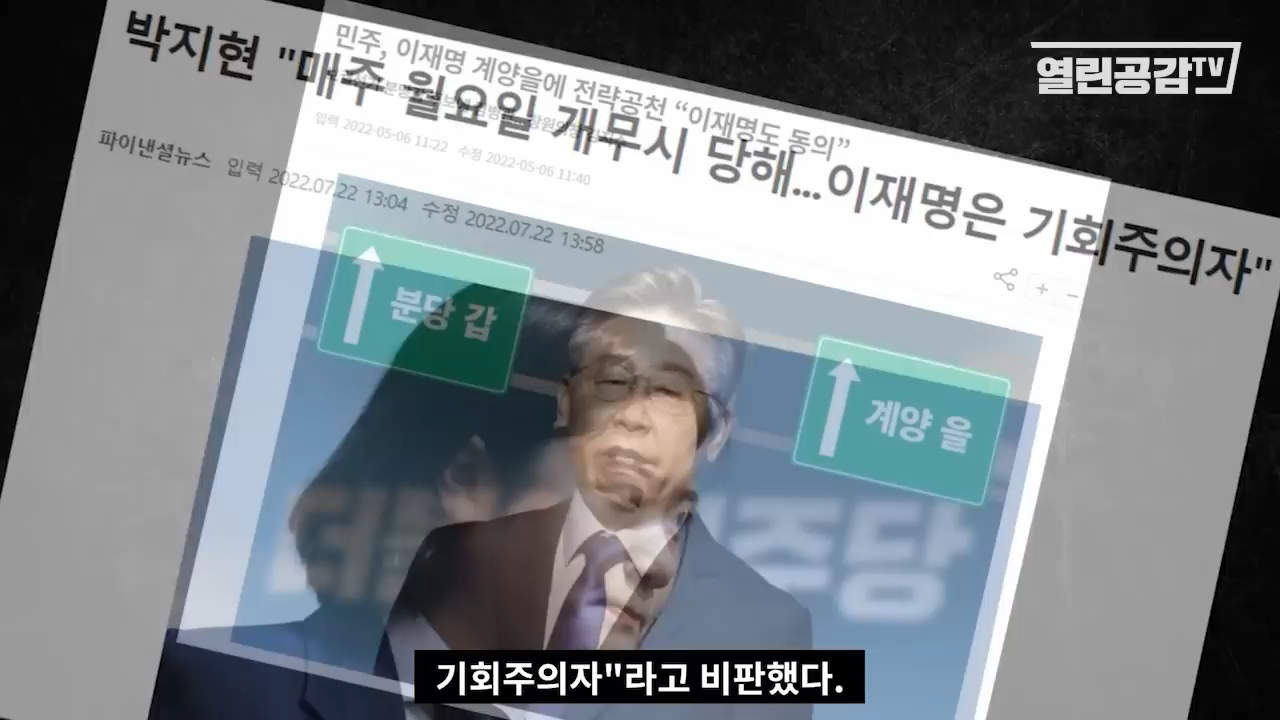 열린공감TV
민주, 이재명 계양을에 전략공천 “이재명도 동의”
입력 2022-05-06 11:22 수정 2022-05-06 11:40
박지현 "매주 월요일 개무시 당해...이재명은 기회주의자"
파이낸셜뉴스 입력 2022.07.22 13:04 수정 2022.07.22 13:58
분당 갑
계양 을
기회주의자"라고 비판했다.